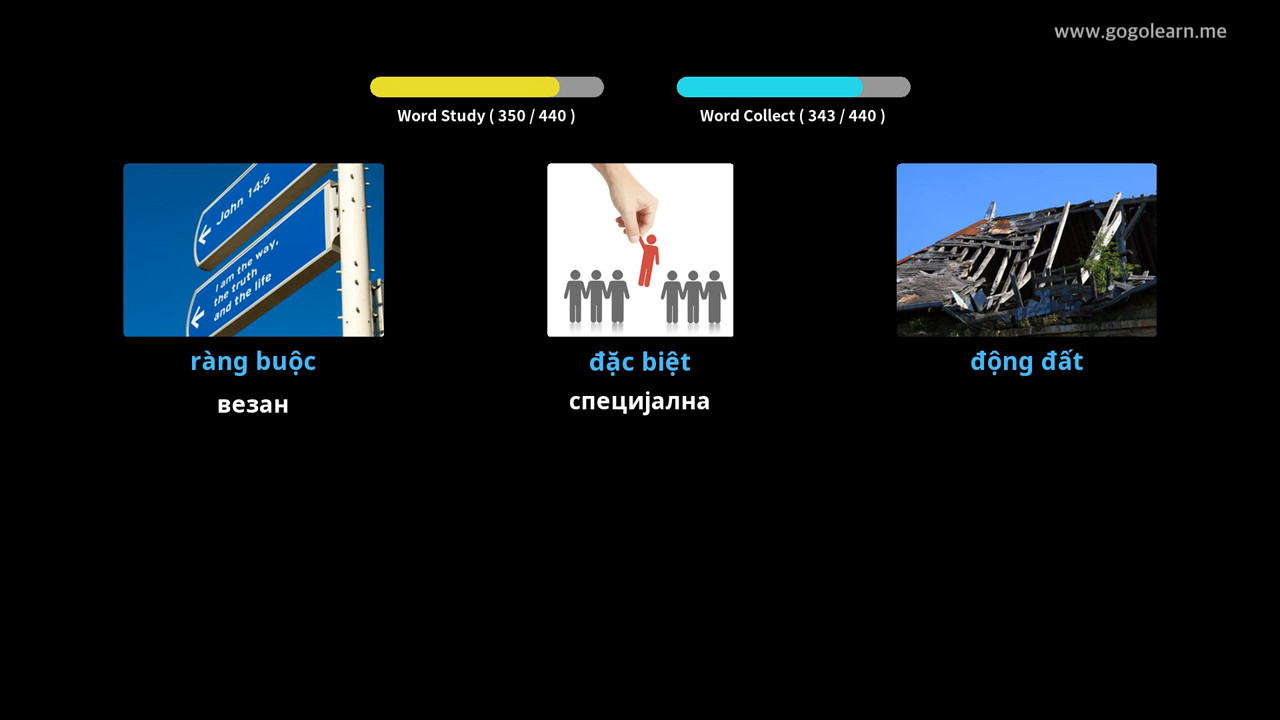 www.gogolearn.me
Word Study ( 350 / 440 )
Word Collect ( 343 / 440 )
John 14:6
I am the way,
the truth
and the life
ràng buộc
đặc biệt
động đất
везан
специјална